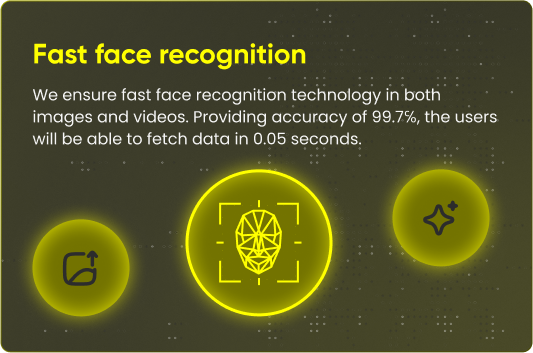 Fast face recognition
We ensure fast face recognition technology in both
images and videos. Providing accuracy of 99.7℅, the users
will be able to fetch data in 0.05 seconds.